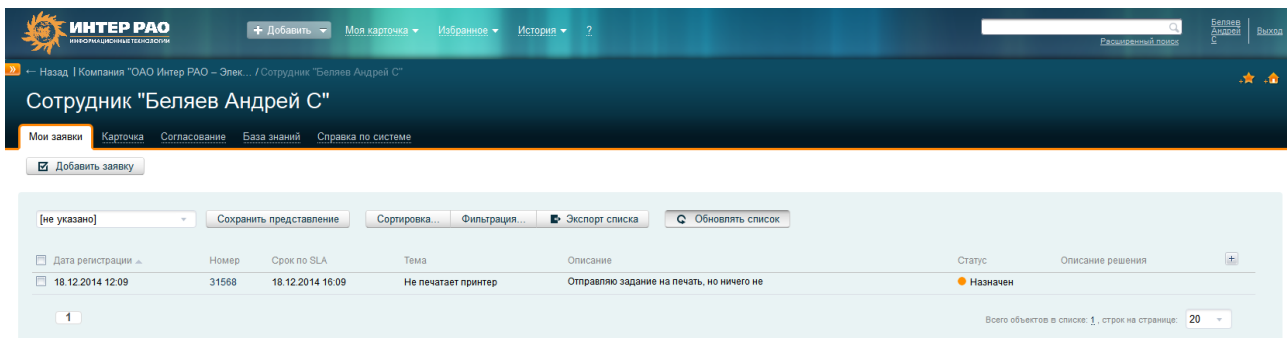 ИНТЕР РАО
ИНФОРМАЦИОННЫЕ ТЕХНОЛОГИИ
+ Добавить Моя карточка Избранное История ?
Расширенный поиск
Беляев
Андрей
С
Выход
← Назад | Компания "ОАО Интер РАО – Элек... / Сотрудник "Беляев Андрей С"
Сотрудник "Беляев Андрей С"
Мои заявки Карточка Согласование База знаний Справка по системе
Добавить заявку
[не указано] Сохранить представление Сортировка... Фильтрация... Экспорт списка Обновлять список
Дата регистрации Номер Срок по SLA Тема Описание Статус Описание решения +
18.12.2014 12:09 31568 18.12.2014 16:09 Не печатает принтер Отправляю задание на печать, но ничего не Назначен
1 Всего объектов в списке: 1 , строк на странице: 20